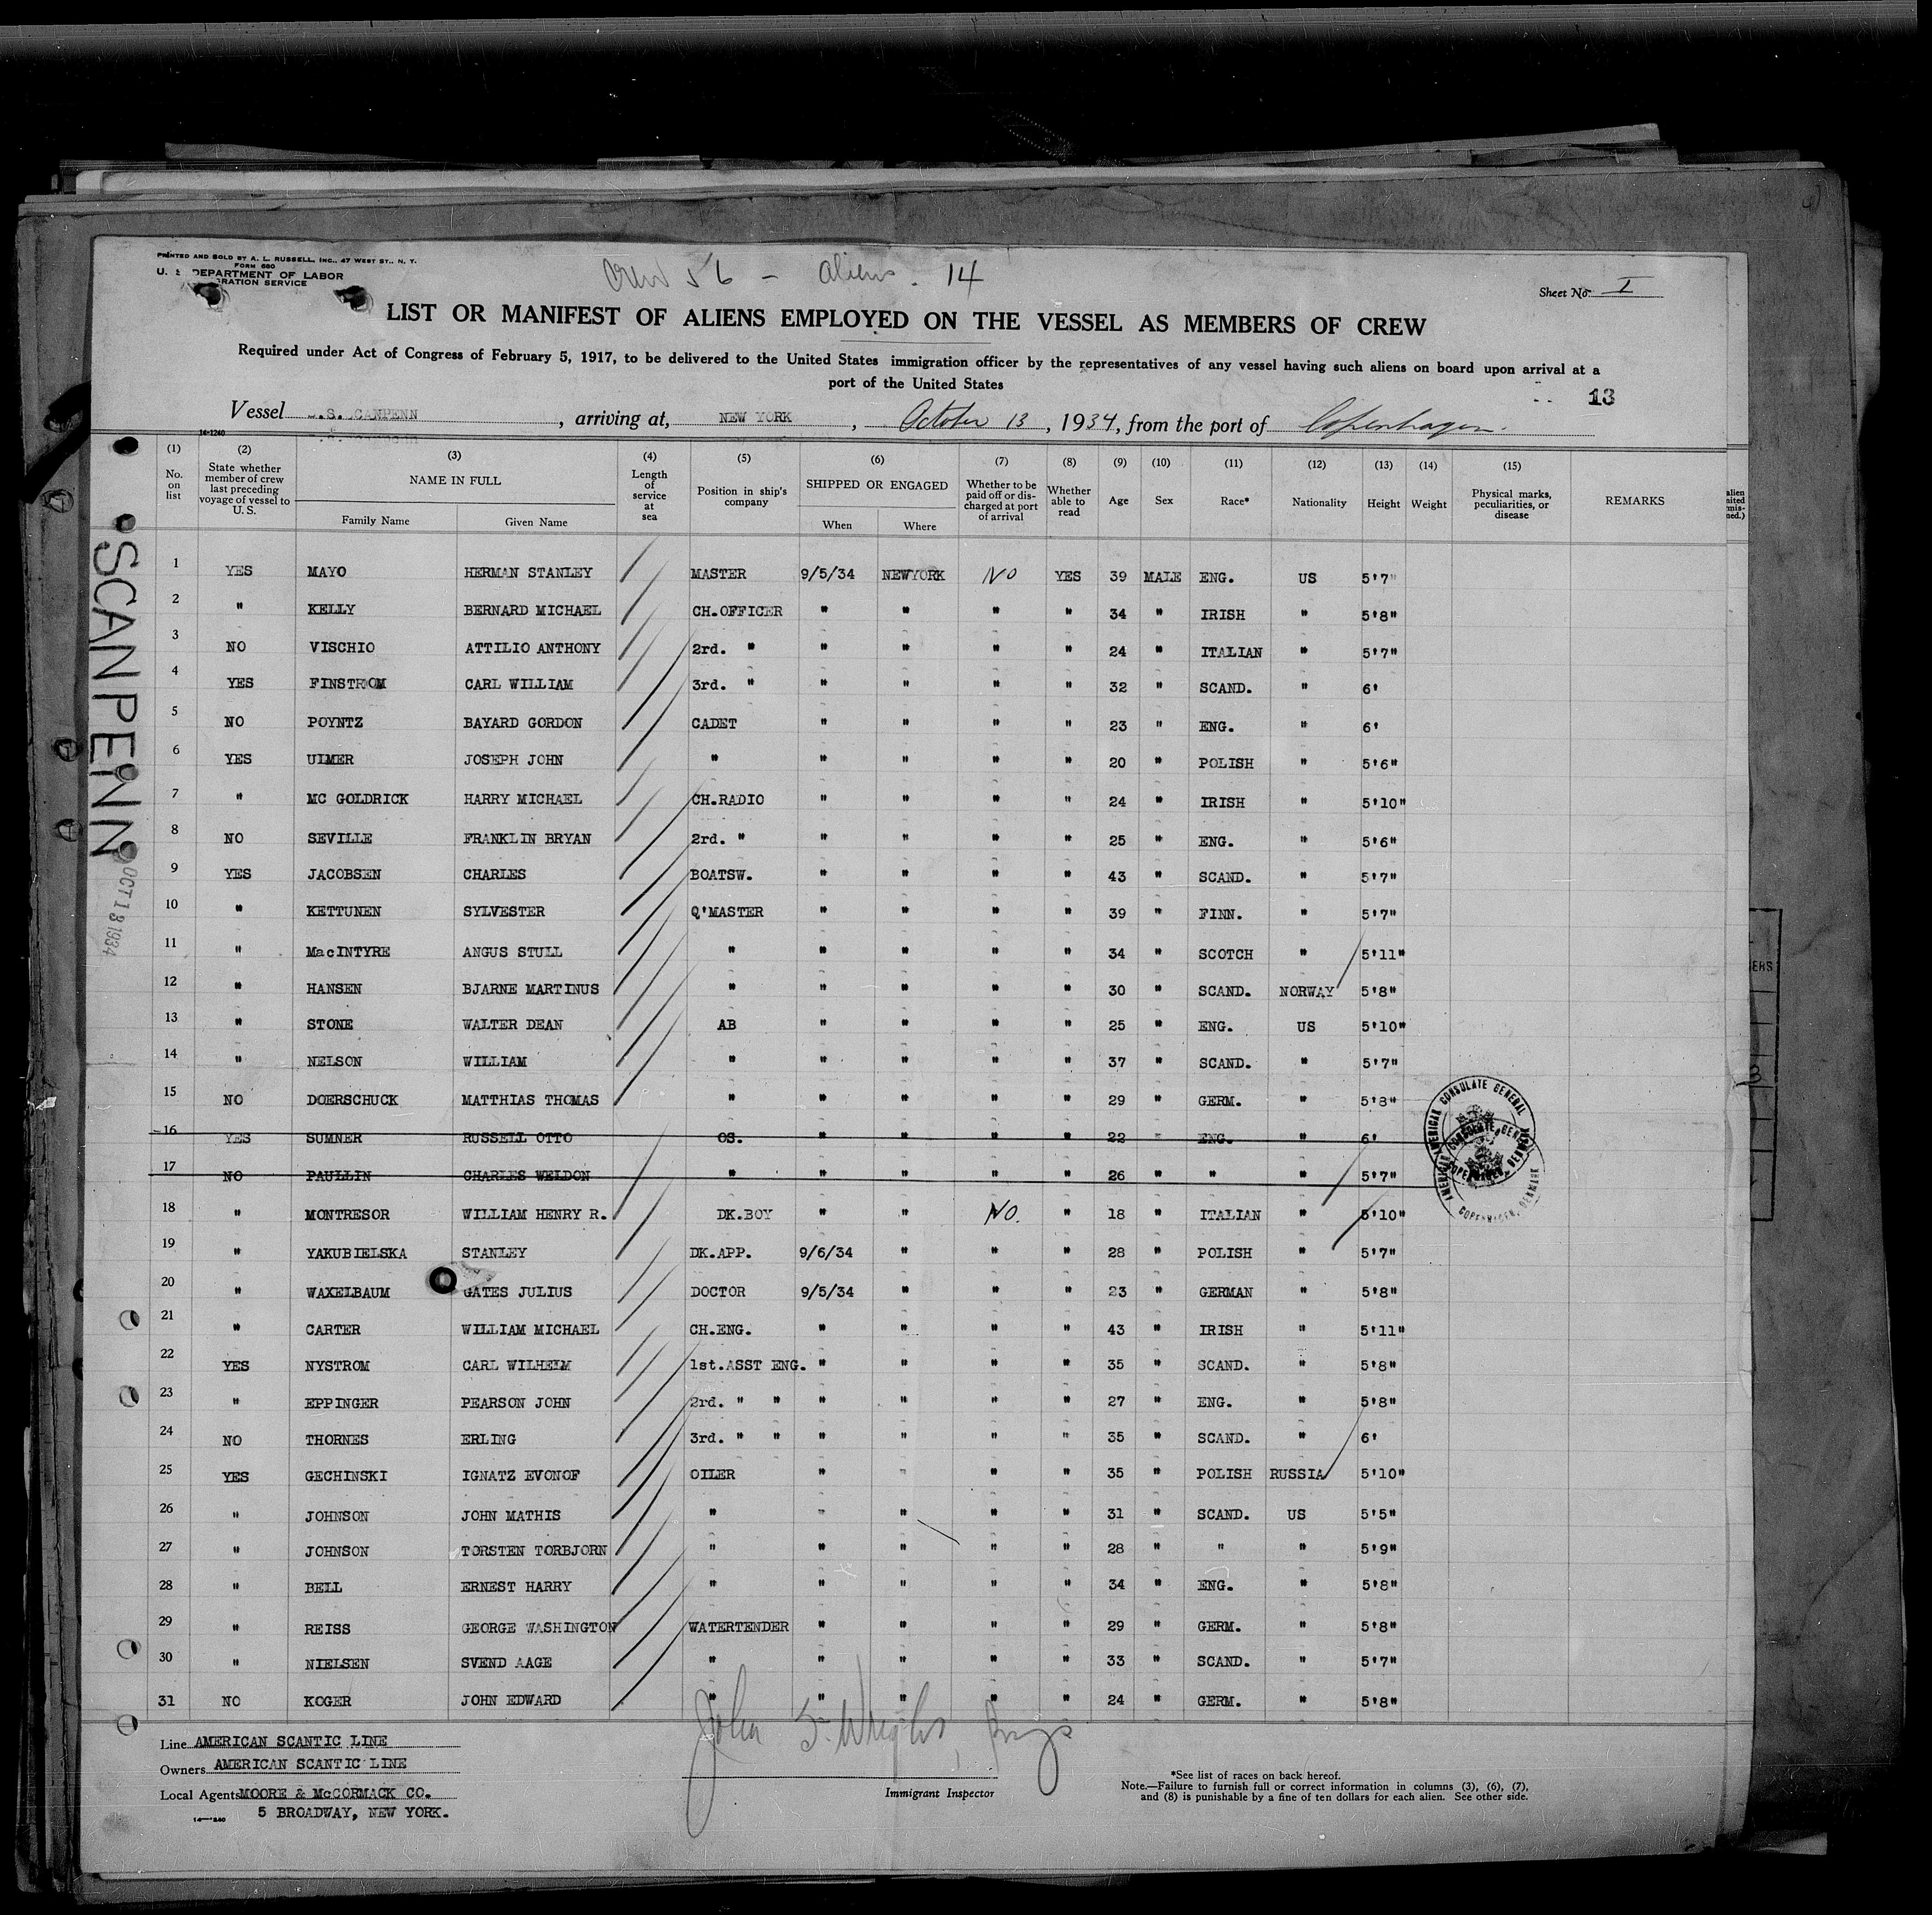 PRINTED AND SOLD BY A. L. RUSSELL, INC., 47 WEST ST., N. Y.
FORM 680
U. S. DEPARTMENT OF LABOR
RATION SERVICE
Crew 56 - aliens. 14
Sheet No. I
LIST OR MANIFEST OF ALIENS EMPLOYED ON THE VESSEL AS MEMBERS OF CREW
Required under Act of Congress of February 5, 1917, to be delivered to the United States immigration officer by the representatives of any vessel having such aliens on board upon arrival at a
port of the United States
13
Vessel .S. SCANPENN, arriving at, NEW YORK, October 13, 1934, from the port of Copenhagen.
14-1240
(1) No. on list (2) State whether member of crew last preceding voyage of vessel to U. S. (3) NAME IN FULL Family Name Given Name (4) Length of service at sea (5) Position in ship's company (6) SHIPPED OR ENGAGED When Where (7) Whether to be paid off or discharged at port of arrival (8) Whether able to read (9) Age (10) Sex (11) Race* (12) Nationality (13) Height (14) Weight (15) Physical marks, peculiarities, or disease REMARKS
1 YES MAYO HERMAN STANLEY MASTER 9/5/34 NEWYORK NO YES 39 MALE ENG. US 5'7"
2 " KELLY BERNARD MICHAEL CH.OFFICER " " " " 34 " IRISH " 5'8"
3 NO VISCHIO ATTILIO ANTHONY 2rd. " " " " " 24 " ITALIAN " 5'7"
4 YES FINSTROM CARL WILLIAM 3rd. " " " " " 32 " SCAND. " 6'
5 NO POYNTZ BAYARD GORDON CADET " " " " 23 " ENG. " 6'
6 YES ULMER JOSEPH JOHN " " " " " 20 " POLISH " 5'6"
7 " MC GOLDRICK HARRY MICHAEL CH.RADIO " " " " 24 " IRISH " 5'10"
8 NO SEVILLE FRANKLIN BRYAN 2rd. " " " " " 25 " ENG. " 5'6"
9 YES JACOBSEN CHARLES BOATSW. " " " " 43 " SCAND. " 5'7"
10 " KETTUNEN SYLVESTER Q'MASTER " " " " 39 " FINN. " 5'7"
11 " MacINTYRE ANGUS STULL " " " " " 34 " SCOTCH " 5'11"
12 " HANSEN BJARNE MARTINUS " " " " " 30 " SCAND. NORWAY 5'8"
13 " STONE WALTER DEAN AB " " " " 25 " ENG. US 5'10"
14 " NELSON WILLIAM " " " " " 37 " SCAND. " 5'7"
15 NO DOERSCHUCK MATTHIAS THOMAS " " " " " 29 " GERM. " 5'8"
16 YES SUMNER RUSSELL OTTO OS. " " " " 22 " ENG. " 6'
17 NO PAULLIN CHARLES WELDON " " " " " 26 " " " 5'7"
18 " MONTRESOR WILLIAM HENRY R. DK.BOY " " NO. " 18 " ITALIAN " 5'10"
19 " YAKUBIELSKA STANLEY DK.APP. 9/6/34 " " " 28 " POLISH " 5'7"
20 " WAXELBAUM GATES JULIUS DOCTOR 9/5/34 " " " 23 " GERMAN " 5'8"
21 " CARTER WILLIAM MICHAEL CH.ENG. " " " " 43 " IRISH " 5'11"
22 YES NYSTROM CARL WILHELM 1st.ASST ENG. " " " " 35 " SCAND. " 5'8"
23 " EPPINGER PEARSON JOHN 2rd. " " " " " " 27 " ENG. " 5'8"
24 NO THORNES ERLING 3rd. " " " " " " 35 " SCAND. " 6'
25 YES GECHINSKI IGNATZ EVONOF OILER " " " " 35 " POLISH RUSSIA 5'10"
26 " JOHNSON JOHN MATHIS " " " " " 31 " SCAND. US 5'5"
27 " JOHNSON TORSTEN TORBJORN " " " " " 28 " " " 5'9"
28 " BELL ERNEST HARRY " " " " " 34 " ENG. " 5'8"
29 " REISS GEORGE WASHINGTON WATERTENDER " " " " 29 " GERM. " 5'8"
30 " NIELSEN SVEND AAGE " " " " " 33 " SCAND. " 5'7"
31 NO KOGER JOHN EDWARD " " " " " 24 " GERM. " 5'8"
SCANPENN
OCT 13 1934
AMERICAN CONSULATE GENERAL
COPENHAGEN, DENMARK
Line AMERICAN SCANTIC LINE
Owners AMERICAN SCANTIC LINE
Local Agents MOORE & McCORMACK CO.
5 BROADWAY, NEW YORK.
14-1240
John S. Wright
Immigrant Inspector
*See list of races on back hereof.
Note.—Failure to furnish full or correct information in columns (3), (6), (7),
and (8) is punishable by a fine of ten dollars for each alien. See other side.